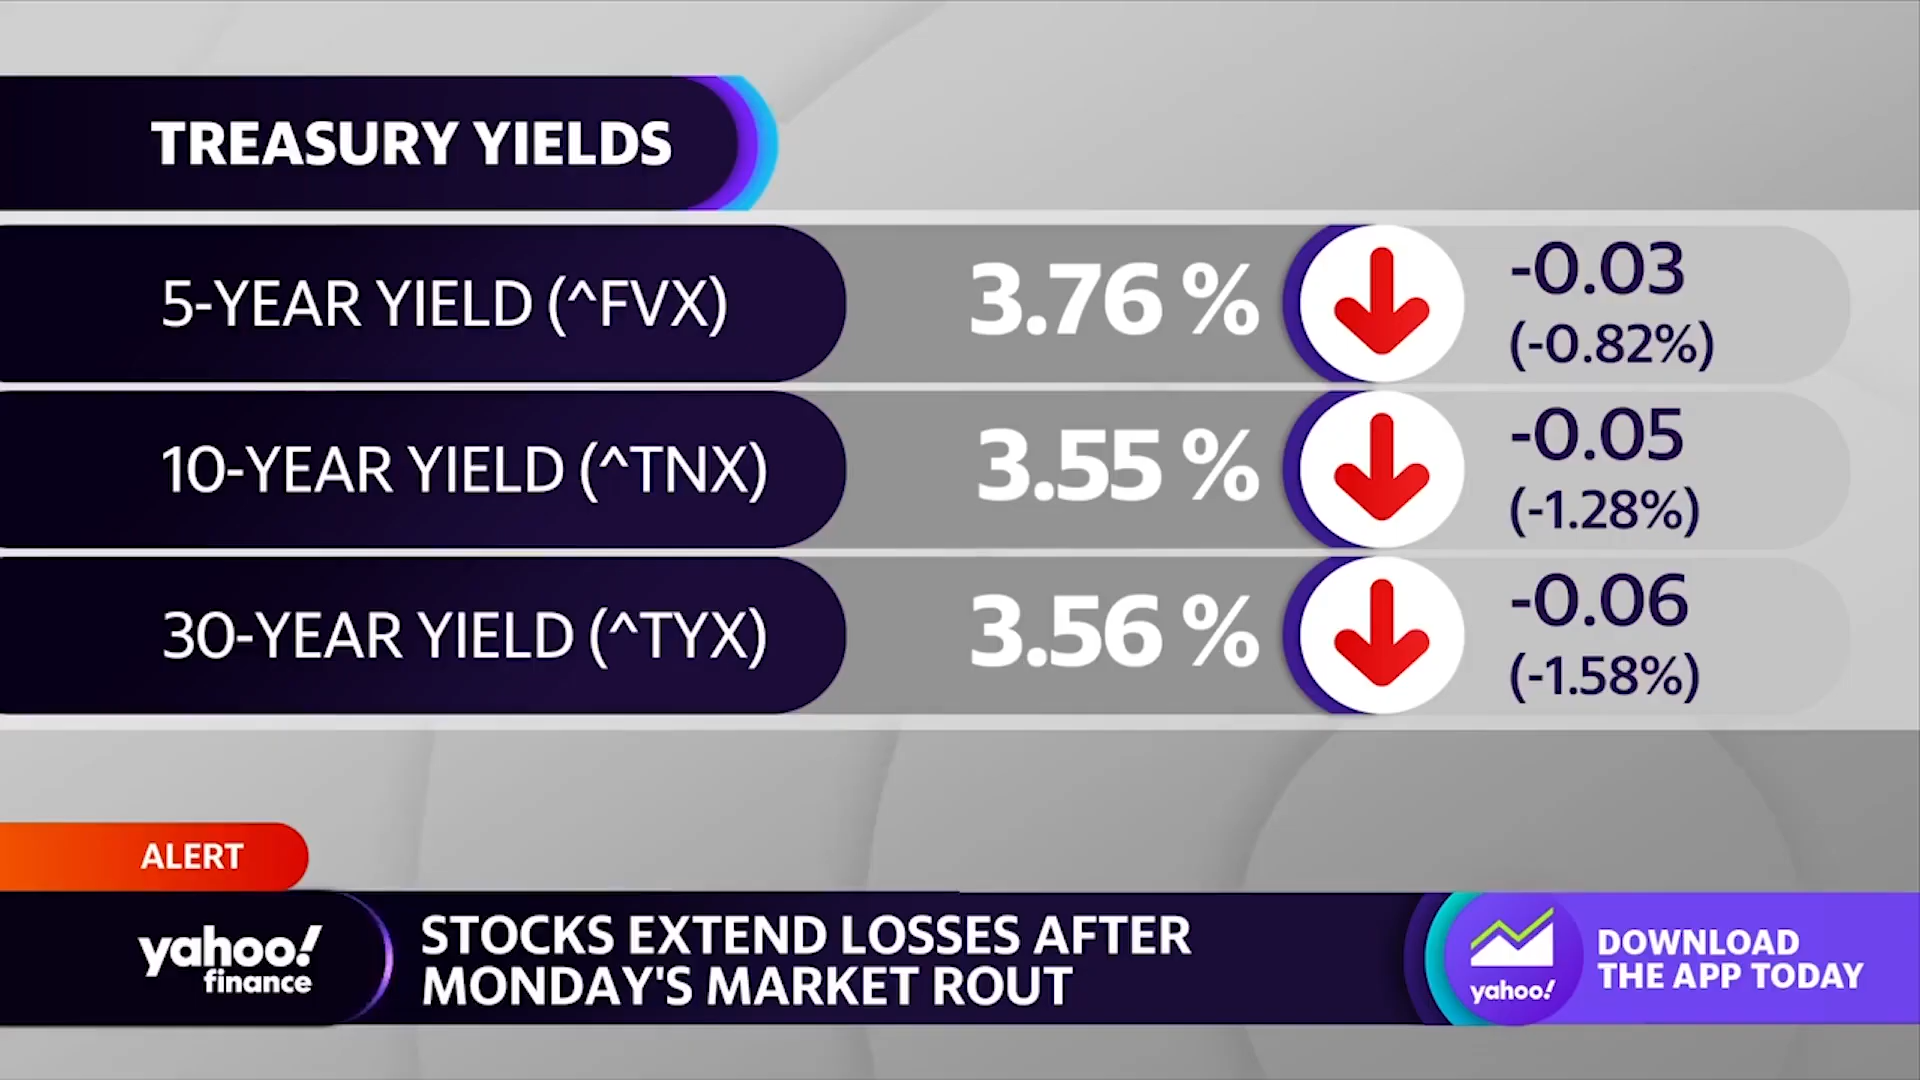 TREASURY YIELDS
5-YEAR YIELD (^FVX) 3.76 % -0.03
(-0.82%)
10-YEAR YIELD (^TNX) 3.55 % -0.05
(-1.28%)
30-YEAR YIELD (^TYX) 3.56 % -0.06
(-1.58%)
ALERT
yahoo!
finance
STOCKS EXTEND LOSSES AFTER
MONDAY'S MARKET ROUT
yahoo!
DOWNLOAD
THE APP TODAY